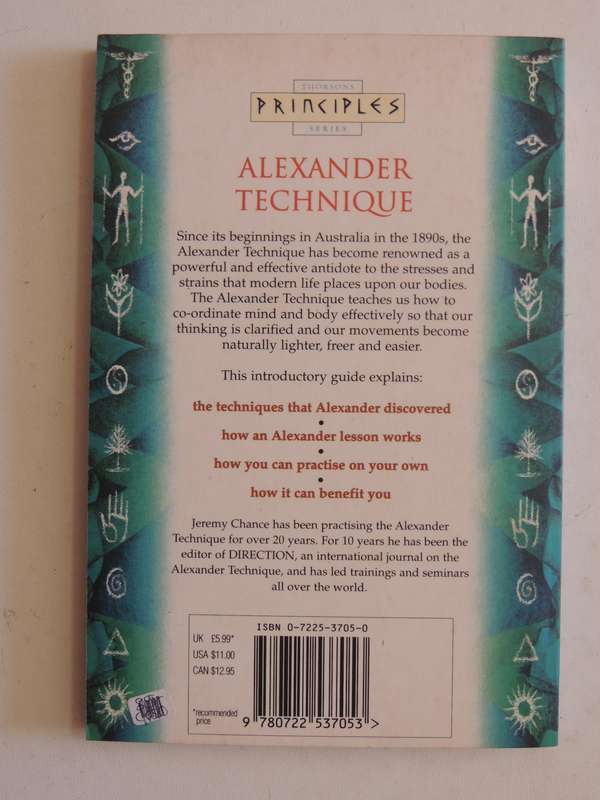 THORSONS
PRINCIPLES
SERIES
ALEXANDER
TECHNIQUE
Since its beginnings in Australia in the 1890s, the
Alexander Technique has become renowned as a
powerful and effective antidote to the stresses and
strains that modern life places upon our bodies.
The Alexander Technique teaches us how to
co-ordinate mind and body effectively so that our
thinking is clarified and our movements become
naturally lighter, freer and easier.
This introductory guide explains:
the techniques that Alexander discovered
•
how an Alexander lesson works
•
how you can practise on your own
•
how it can benefit you
Jeremy Chance has been practising the Alexander
Technique for over 20 years. For 10 years he has been the
editor of DIRECTION, an international journal on the
Alexander Technique, and has led trainings and seminars
all over the world.
ISBN 0-7225-3705-0
UK £5.99*
USA $11.00
CAN $12.95
*recommended
price
9 780722 537053 >